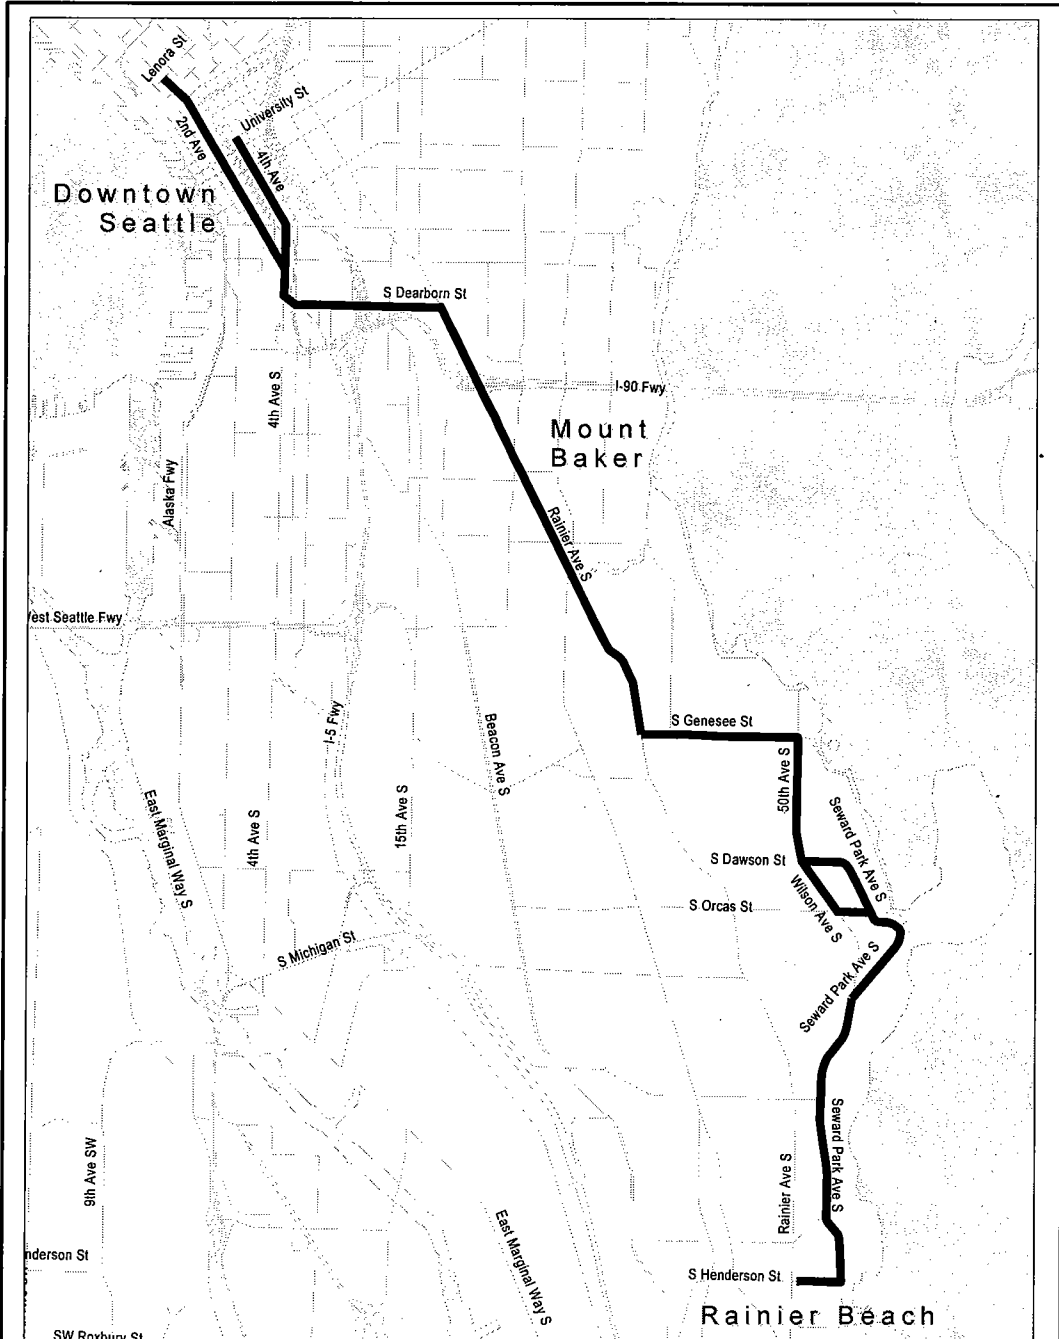 Lenora St
University St
2nd Ave
4th Ave
Downtown
Seattle
S Dearborn St
I-90 Fwy
4th Ave S
Mount
Baker
Alaska Fwy
Rainier Ave S
West Seattle Fwy
S Genesee St
I-5 Fwy
Beacon Ave S
50th Ave S
East Marginal Way S
4th Ave S
15th Ave S
Seward Park Ave S
S Dawson St
Wilson Ave S
S Orcas St
S Michigan St
Seward Park Ave S
Seward Park Ave S
9th Ave SW
Rainier Ave S
East Marginal Way S
nderson St
S Henderson St
Rainier Beach
SW Roxbury St